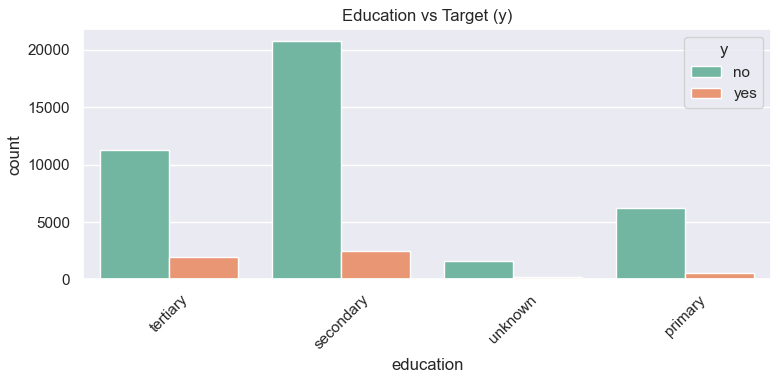 Education vs Target (y)
y
no
yes
count
20000
15000
10000
5000
0
tertiary
secondary
unknown
primary
education